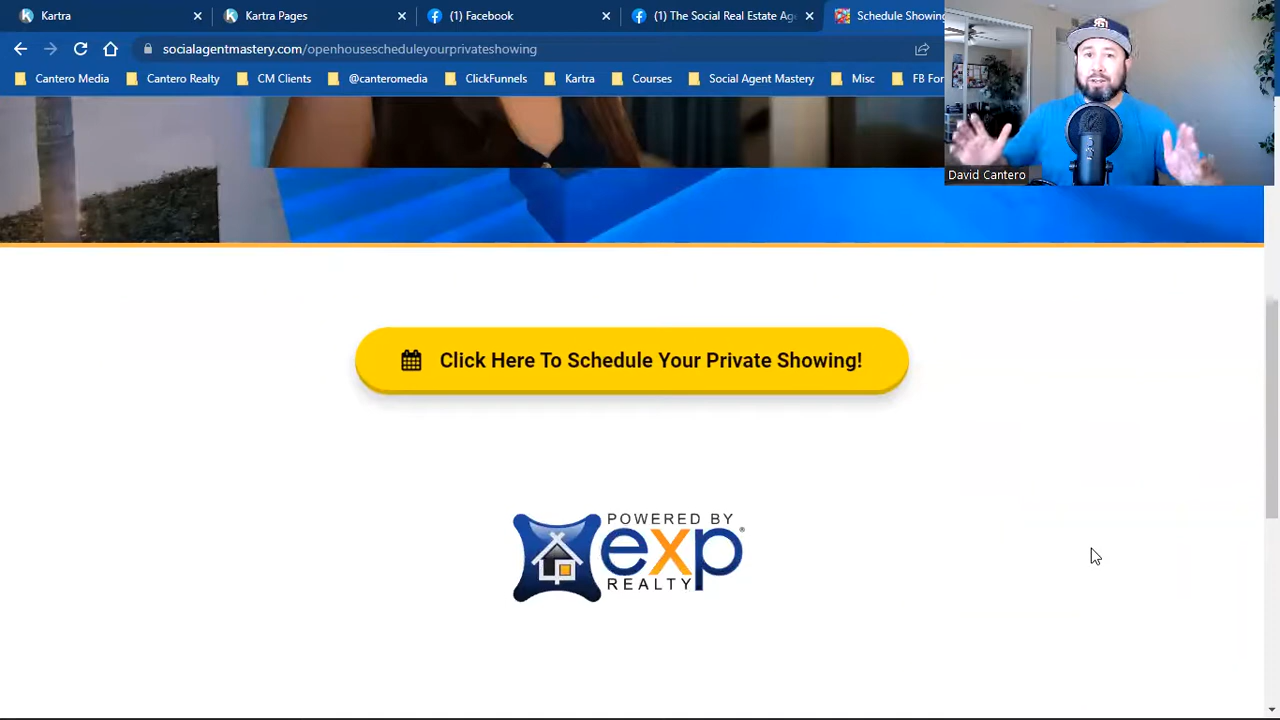 Kartra
Kartra Pages
(1) Facebook
(1) The Social Real Estate Ag
Schedule Showing
socialagentmastery.com/openhousescheduleyourprivateshowing
Cantero Media
Cantero Realty
CM Clients
@canteromedia
ClickFunnels
Kartra
Courses
Social Agent Mastery
Misc
FB For
David Cantero
Click Here To Schedule Your Private Showing!
POWERED BY
exp®
REALTY